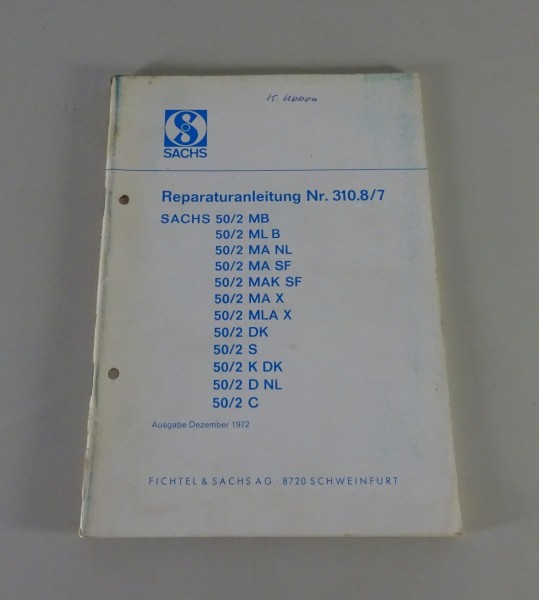 SACHS
Reparaturanleitung Nr. 310.8/7
SACHS 50/2 MB
50/2 ML B
50/2 MA NL
50/2 MA SF
50/2 MAK SF
50/2 MA X
50/2 MLA X
50/2 DK
50/2 S
50/2 K DK
50/2 D NL
50/2 C
Ausgabe Dezember 1972
FICHTEL & SACHS AG · 8720 SCHWEINFURT